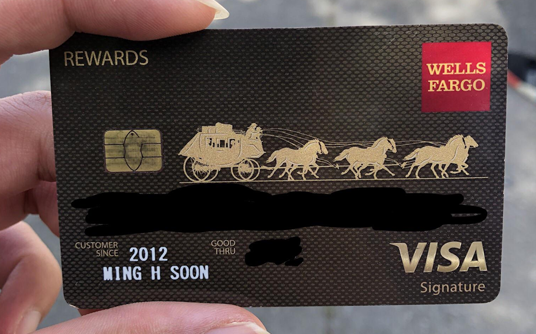 REWARDS
WELLS
FARGO
CUSTOMER
SINCE
2012
GOOD
THRU
MING H SOON
VISA
Signature